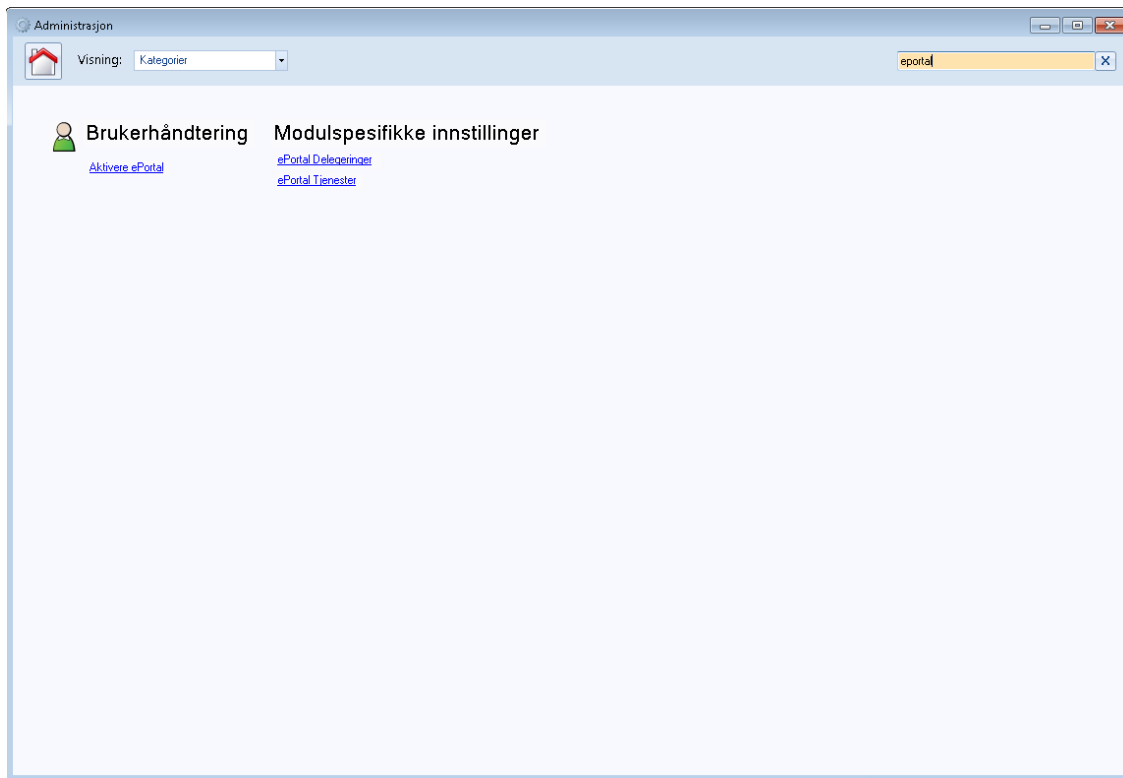 Administrasjon
Visning: Kategorier
eportal
X
Brukerhåndtering
Aktivere ePortal
Modulspesifikke innstillinger
ePortal Delegeringer
ePortal Tjenester